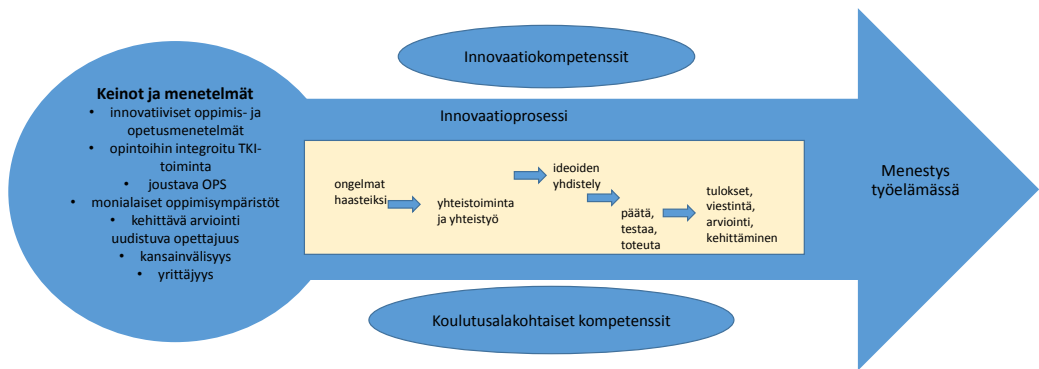 Innovaatiokompetenssit
Keinot ja menetelmät
• innovatiiviset oppimis- ja
opetusmenetelmät
• opintoihin integroitu TKI-
toiminta
• joustava OPS
• monialaiset oppimisympäristöt
• kehittävä arviointi
uudistuva opettajuus
• kansainvälisyys
• yrittäjyys
Innovaatioprosessi
ongelmat
haasteiksi
yhteistoiminta
ja yhteistyö
ideoiden
yhdistely
päätä,
testaa,
toteuta
tulokset,
viestintä,
arviointi,
kehittäminen
Menestys
työelämässä
Koulutusalakohtaiset kompetenssit